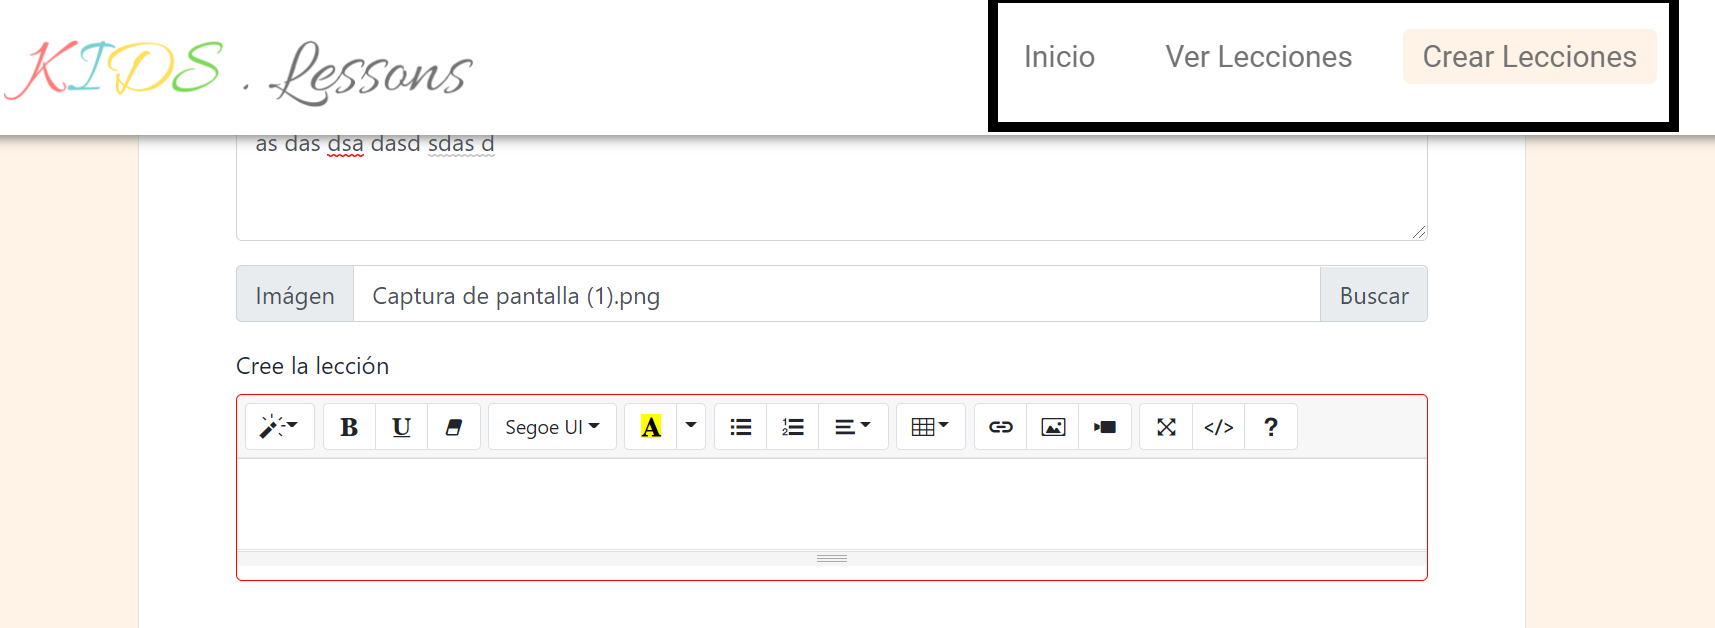 KIDS . Lessons
Inicio Ver Lecciones Crear Lecciones
as das dsa dasd sdas d
Imágen Captura de pantalla (1).png Buscar
Cree la lección
B U Segoe UI A </> ?